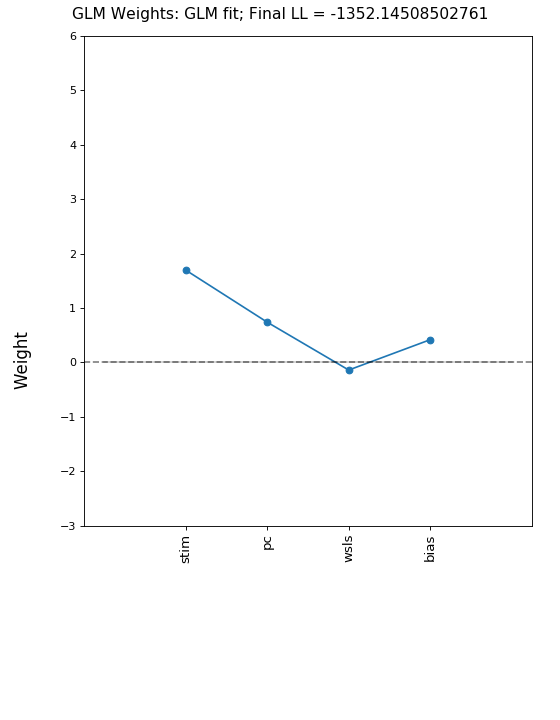 GLM Weights: GLM fit; Final LL = -1352.14508502761
6
5
4
3
2
1
0
−1
−2
−3
Weight
stim
pc
wsls
bias